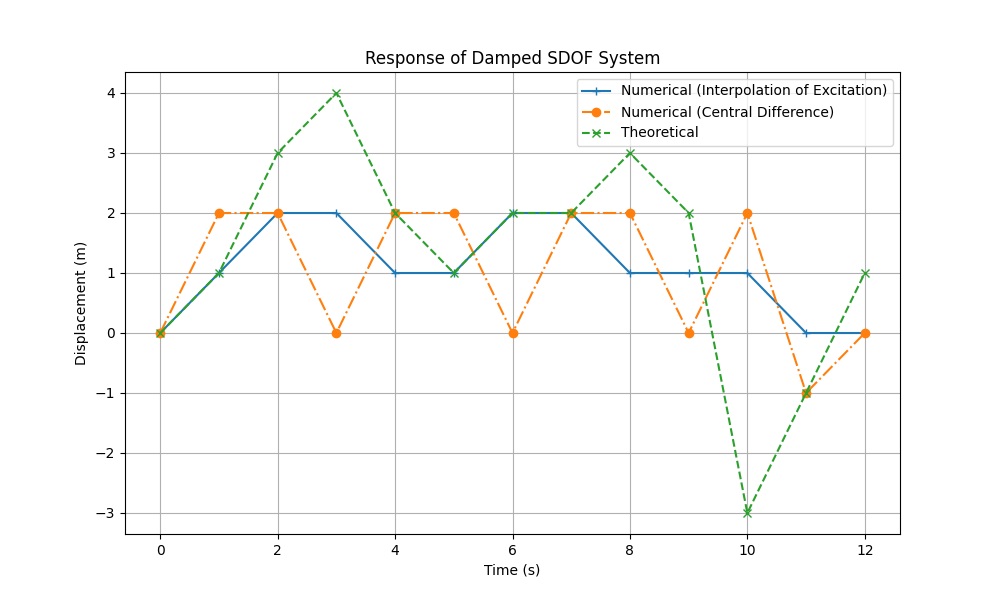 Response of Damped SDOF System
Numerical (Interpolation of Excitation)
Numerical (Central Difference)
Theoretical
Displacement (m)
4
3
2
1
0
−1
−2
−3
0 2 4 6 8 10 12
Time (s)